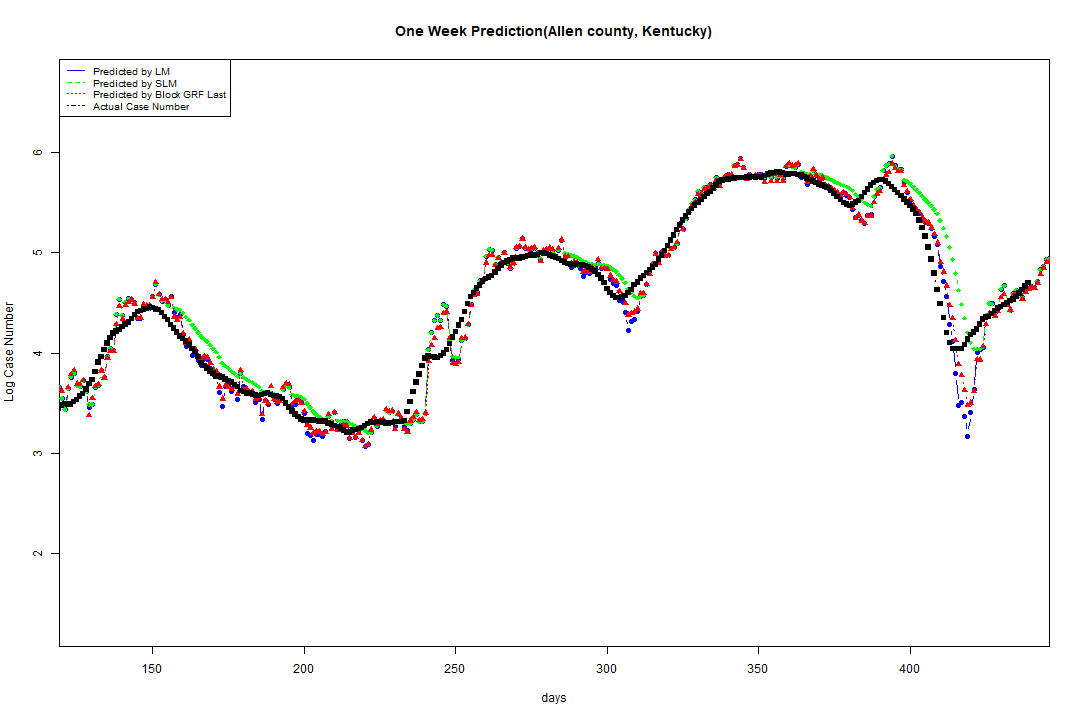 One Week Prediction(Allen county, Kentucky)
Predicted by LM
Predicted by SLM
Predicted by Block GRF Last
Actual Case Number
6
5
4
3
2
Log Case Number
150 200 250 300 350 400
days